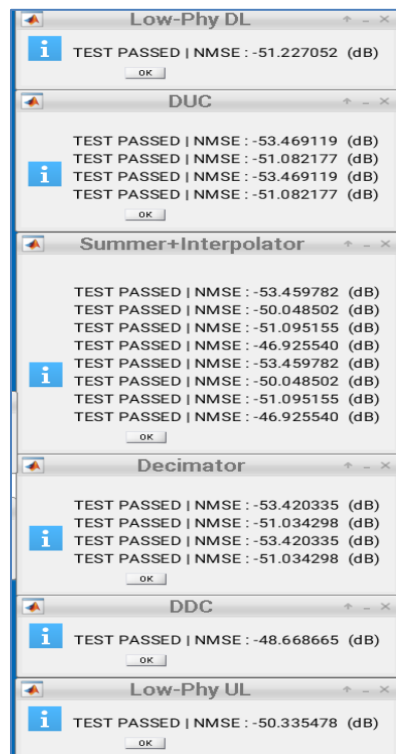 Low-Phy DL
TEST PASSED | NMSE : -51.227052 (dB)
OK
DUC
TEST PASSED | NMSE : -53.469119 (dB)
TEST PASSED | NMSE : -51.082177 (dB)
TEST PASSED | NMSE : -53.469119 (dB)
TEST PASSED | NMSE : -51.082177 (dB)
OK
Summer+Interpolator
TEST PASSED | NMSE : -53.459782 (dB)
TEST PASSED | NMSE : -50.048502 (dB)
TEST PASSED | NMSE : -51.095155 (dB)
TEST PASSED | NMSE : -46.925540 (dB)
TEST PASSED | NMSE : -53.459782 (dB)
TEST PASSED | NMSE : -50.048502 (dB)
TEST PASSED | NMSE : -51.095155 (dB)
TEST PASSED | NMSE : -46.925540 (dB)
OK
Decimator
TEST PASSED | NMSE : -53.420335 (dB)
TEST PASSED | NMSE : -51.034298 (dB)
TEST PASSED | NMSE : -53.420335 (dB)
TEST PASSED | NMSE : -51.034298 (dB)
OK
DDC
TEST PASSED | NMSE : -48.668665 (dB)
OK
Low-Phy UL
TEST PASSED | NMSE : -50.335478 (dB)
OK